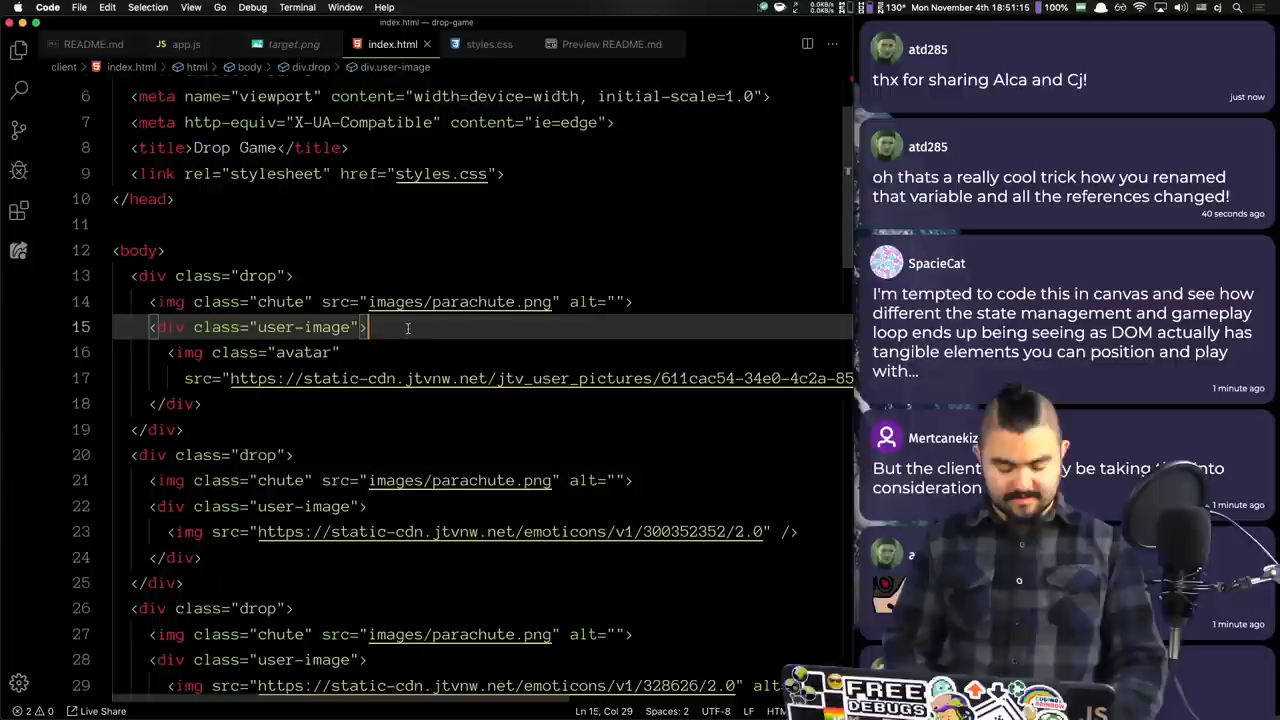 Code File Edit Selection View Go Debug Terminal Window Help
0.0KB
0.0KB
130° Mon November 4th 18:51:15 100% cj
index.html — drop-game
README.md app.js target.png index.html × styles.css Preview README.md ...
client > index.html > html > body > div.drop > div.user-image
6 <meta name="viewport" content="width=device-width, initial-scale=1.0">
7 <meta http-equiv="X-UA-Compatible" content="ie=edge">
8 <title>Drop Game</title>
9 <link rel="stylesheet" href="styles.css">
10 </head>
11
12 <body>
13 <div class="drop">
14 <img class="chute" src="images/parachute.png" alt="">
15 <div class="user-image">
16 <img class="avatar"
17 src="https://static-cdn.jtvnw.net/jtv_user_pictures/611cac54-34e0-4c2a-85
18 </div>
19 </div>
20 <div class="drop">
21 <img class="chute" src="images/parachute.png" alt="">
22 <div class="user-image">
23 <img src="https://static-cdn.jtvnw.net/emoticons/v1/300352352/2.0" />
24 </div>
25 </div>
26 <div class="drop">
27 <img class="chute" src="images/parachute.png" alt="">
28 <div class="user-image">
29 <img src="https://static-cdn.jtvnw.net/emoticons/v1/328626/2.0" alt
2 0 Live Share
Ln 15, Col 29 Spaces: 2 UTF-8 LF
atd285
thx for sharing Alca and Cj!
just now
atd285
oh thats a really cool trick how you renamed
that variable and all the references changed!
40 seconds ago
SpacieCat
I'm tempted to code this in canvas and see how
different the state management and gameplay
loop ends up being seeing as DOM actually has
tangible elements you can position and play
with...
1 minute ago
Mertcanekiz
But the client be taking into
consideration
1 minute ago
1 minute ago
FREE
DEBUGS
JS